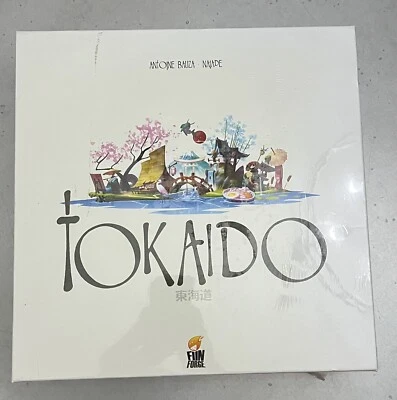 ANTOINE BAUZA · NAÏADE
TOKAIDO
東海道
FUN
FORGE